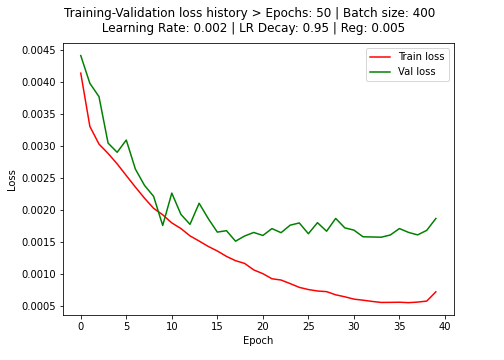 Training-Validation loss history > Epochs: 50 | Batch size: 400
Learning Rate: 0.002 | LR Decay: 0.95 | Reg: 0.005
Train loss
Val loss
Loss
0.0045
0.0040
0.0035
0.0030
0.0025
0.0020
0.0015
0.0010
0.0005
0 5 10 15 20 25 30 35 40
Epoch